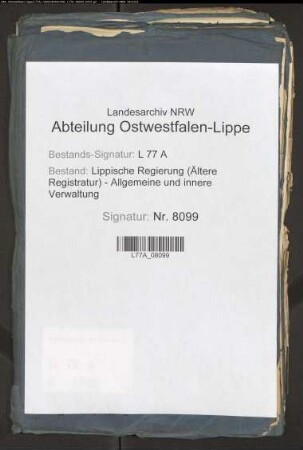 Landesarchiv NRW
Abteilung Ostwestfalen-Lippe
Bestands-Signatur: L 77 A
Bestand: Lippische Regierung (Ältere
Registratur) - Allgemeine und innere
Verwaltung
Signatur: Nr. 8099
L77A_08099